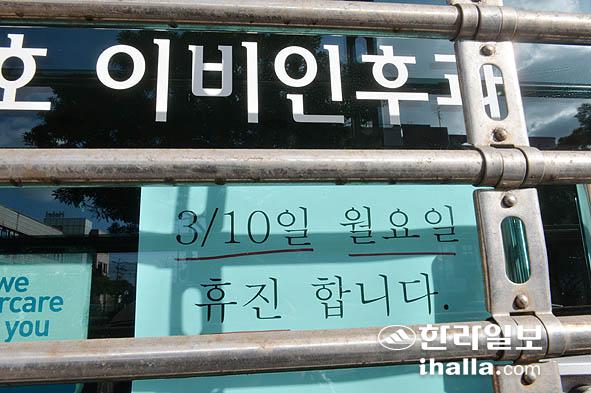 호 이비인후과
3/10일 월요일
휴진 합니다.
we
care
you
한라일보
ihalla.com